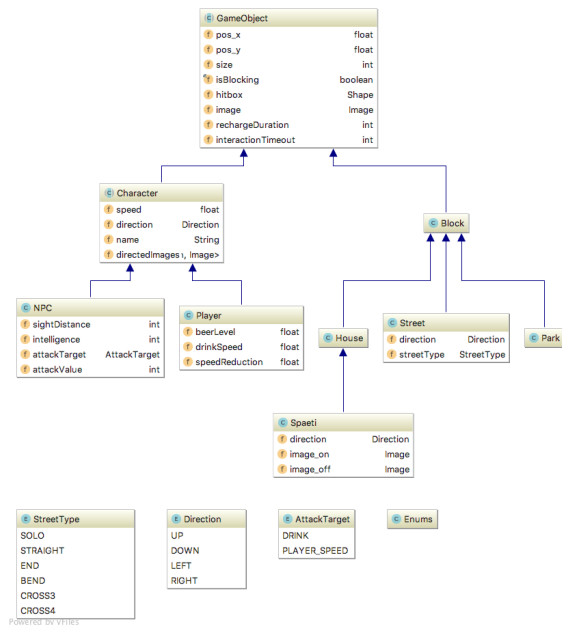 C GameObject
f pos_x float
f pos_y float
f size int
f isBlocking boolean
f hitbox Shape
f image Image
f rechargeDuration int
f interactionTimeout int
C Character
f speed float
f direction Direction
f name String
f directedImages Image>
C Block
C NPC
f sightDistance int
f intelligence int
f attackTarget AttackTarget
f attackValue int
C Player
f beerLevel float
f drinkSpeed float
f speedReduction float
C House
C Street
f direction Direction
f streetType StreetType
C Park
C Spaeti
f direction Direction
f image_on Image
f image_off Image
E StreetType
SOLO
STRAIGHT
END
BEND
CROSS3
CROSS4
E Direction
UP
DOWN
LEFT
RIGHT
E AttackTarget
DRINK
PLAYER_SPEED
C Enums
Powered by yFiles